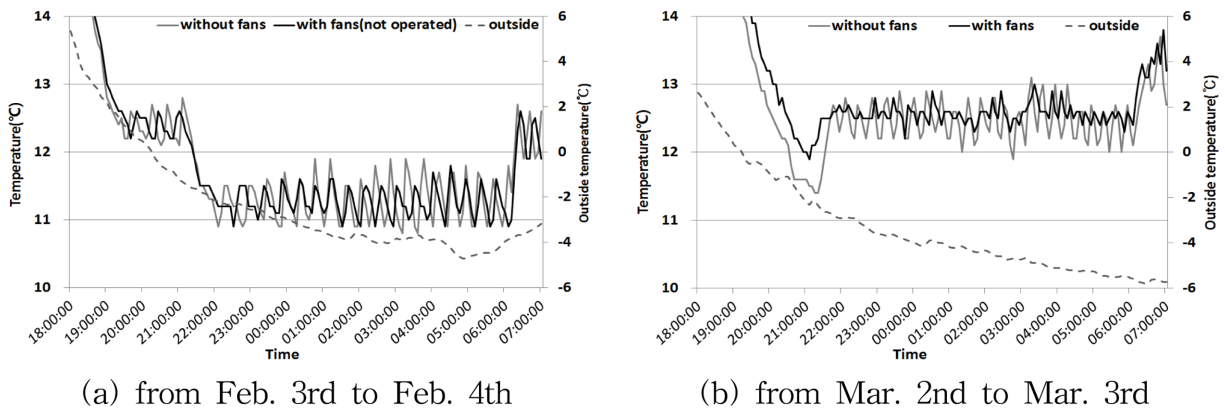 without fans with fans(not operated) outside
Temperature(℃)
14
13
12
11
10
6
4
2
0
-2
-4
-6
Outside temperature(℃)
18:00:00 19:00:00 20:00:00 21:00:00 22:00:00 23:00:00 00:00:00 01:00:00 02:00:00 03:00:00 04:00:00 05:00:00 06:00:00 07:00:00
Time
(a) from Feb. 3rd to Feb. 4th
without fans with fans outside
Temperature(℃)
14
13
12
11
10
6
4
2
0
-2
-4
-6
Outside temperature(℃)
18:00:00 19:00:00 20:00:00 21:00:00 22:00:00 23:00:00 00:00:00 01:00:00 02:00:00 03:00:00 04:00:00 05:00:00 06:00:00 07:00:00
Time
(b) from Mar. 2nd to Mar. 3rd